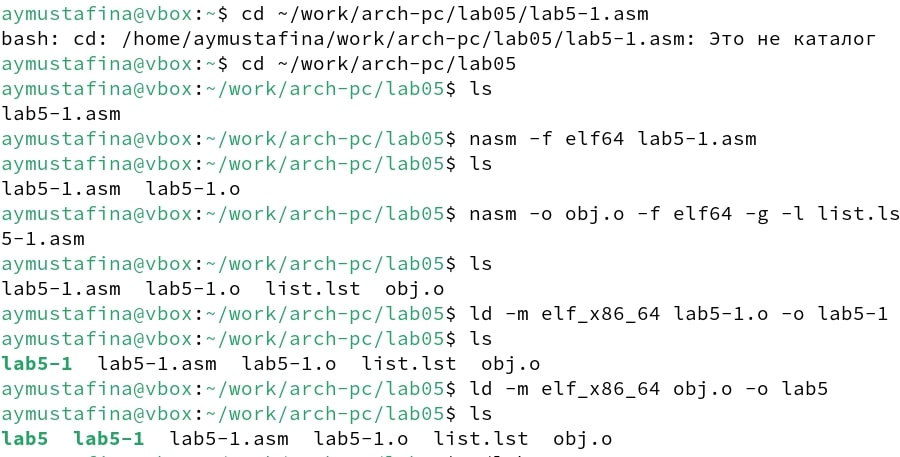 aymustafina@vbox:~$ cd ~/work/arch-pc/lab05/lab5-1.asm
bash: cd: /home/aymustafina/work/arch-pc/lab05/lab5-1.asm: Это не каталог
aymustafina@vbox:~$ cd ~/work/arch-pc/lab05
aymustafina@vbox:~/work/arch-pc/lab05$ ls
lab5-1.asm
aymustafina@vbox:~/work/arch-pc/lab05$ nasm -f elf64 lab5-1.asm
aymustafina@vbox:~/work/arch-pc/lab05$ ls
lab5-1.asm  lab5-1.o
aymustafina@vbox:~/work/arch-pc/lab05$ nasm -o obj.o -f elf64 -g -l list.ls
5-1.asm
aymustafina@vbox:~/work/arch-pc/lab05$ ls
lab5-1.asm  lab5-1.o  list.lst  obj.o
aymustafina@vbox:~/work/arch-pc/lab05$ ld -m elf_x86_64 lab5-1.o -o lab5-1
aymustafina@vbox:~/work/arch-pc/lab05$ ls
lab5-1  lab5-1.asm  lab5-1.o  list.lst  obj.o
aymustafina@vbox:~/work/arch-pc/lab05$ ld -m elf_x86_64 obj.o -o lab5
aymustafina@vbox:~/work/arch-pc/lab05$ ls
lab5  lab5-1  lab5-1.asm  lab5-1.o  list.lst  obj.o